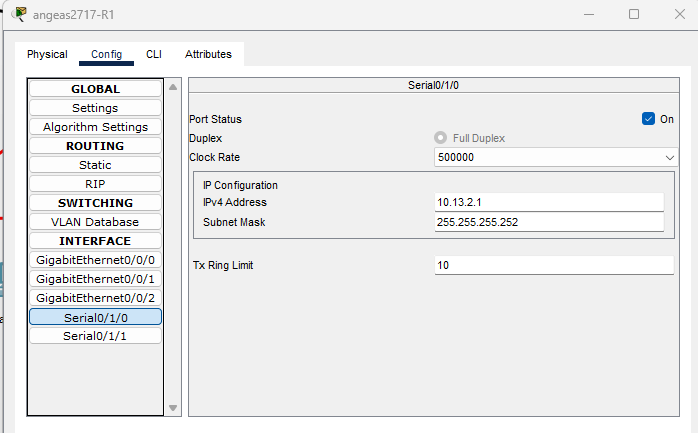 angeas2717-R1
Physical Config CLI Attributes
GLOBAL
Settings
Algorithm Settings
ROUTING
Static
RIP
SWITCHING
VLAN Database
INTERFACE
GigabitEthernet0/0/0
GigabitEthernet0/0/1
GigabitEthernet0/0/2
Serial0/1/0
Serial0/1/1
Serial0/1/0
Port Status On
Duplex Full Duplex
Clock Rate 500000
IP Configuration
IPv4 Address 10.13.2.1
Subnet Mask 255.255.255.252
Tx Ring Limit 10